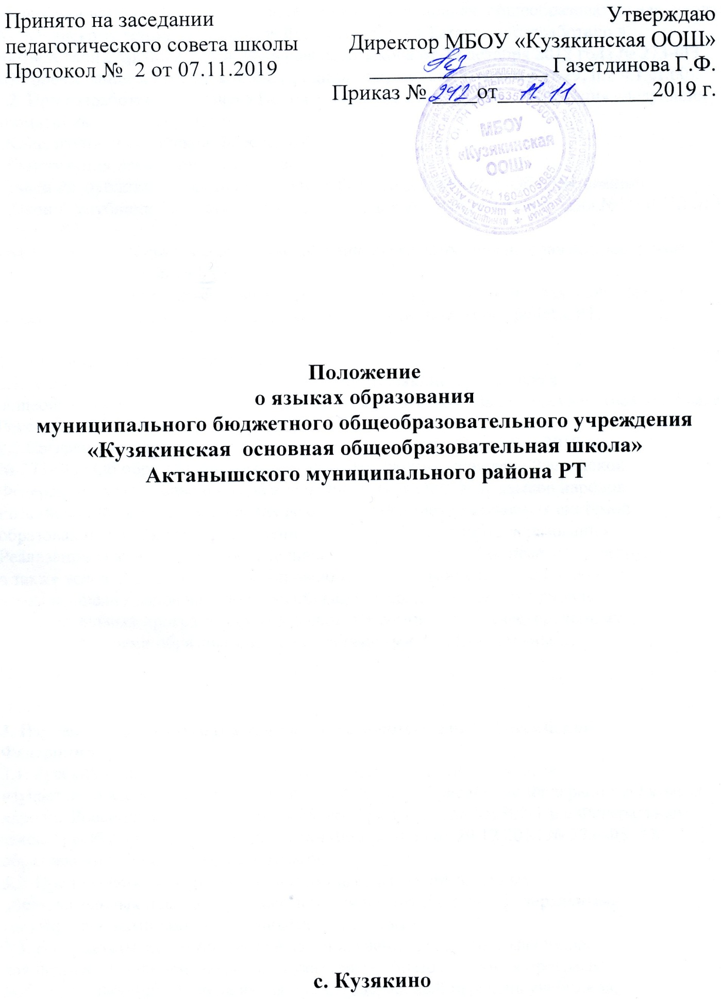 Принято на заседании
педагогического совета школы
Протокол № 2 от 07.11.2019
Утверждаю
Директор МБОУ «Кузякинская ООШ»
Газетдинова Г.Ф.
Приказ № 242 от 11.11 2019 г.
МБОУ
«Кузякинская
ООШ»
ИНН 1604005885
Положение
о языках образования
муниципального бюджетного общеобразовательного учреждения
«Кузякинская основная общеобразовательная школа»
Актанышского муниципального района РТ
с. Кузякино